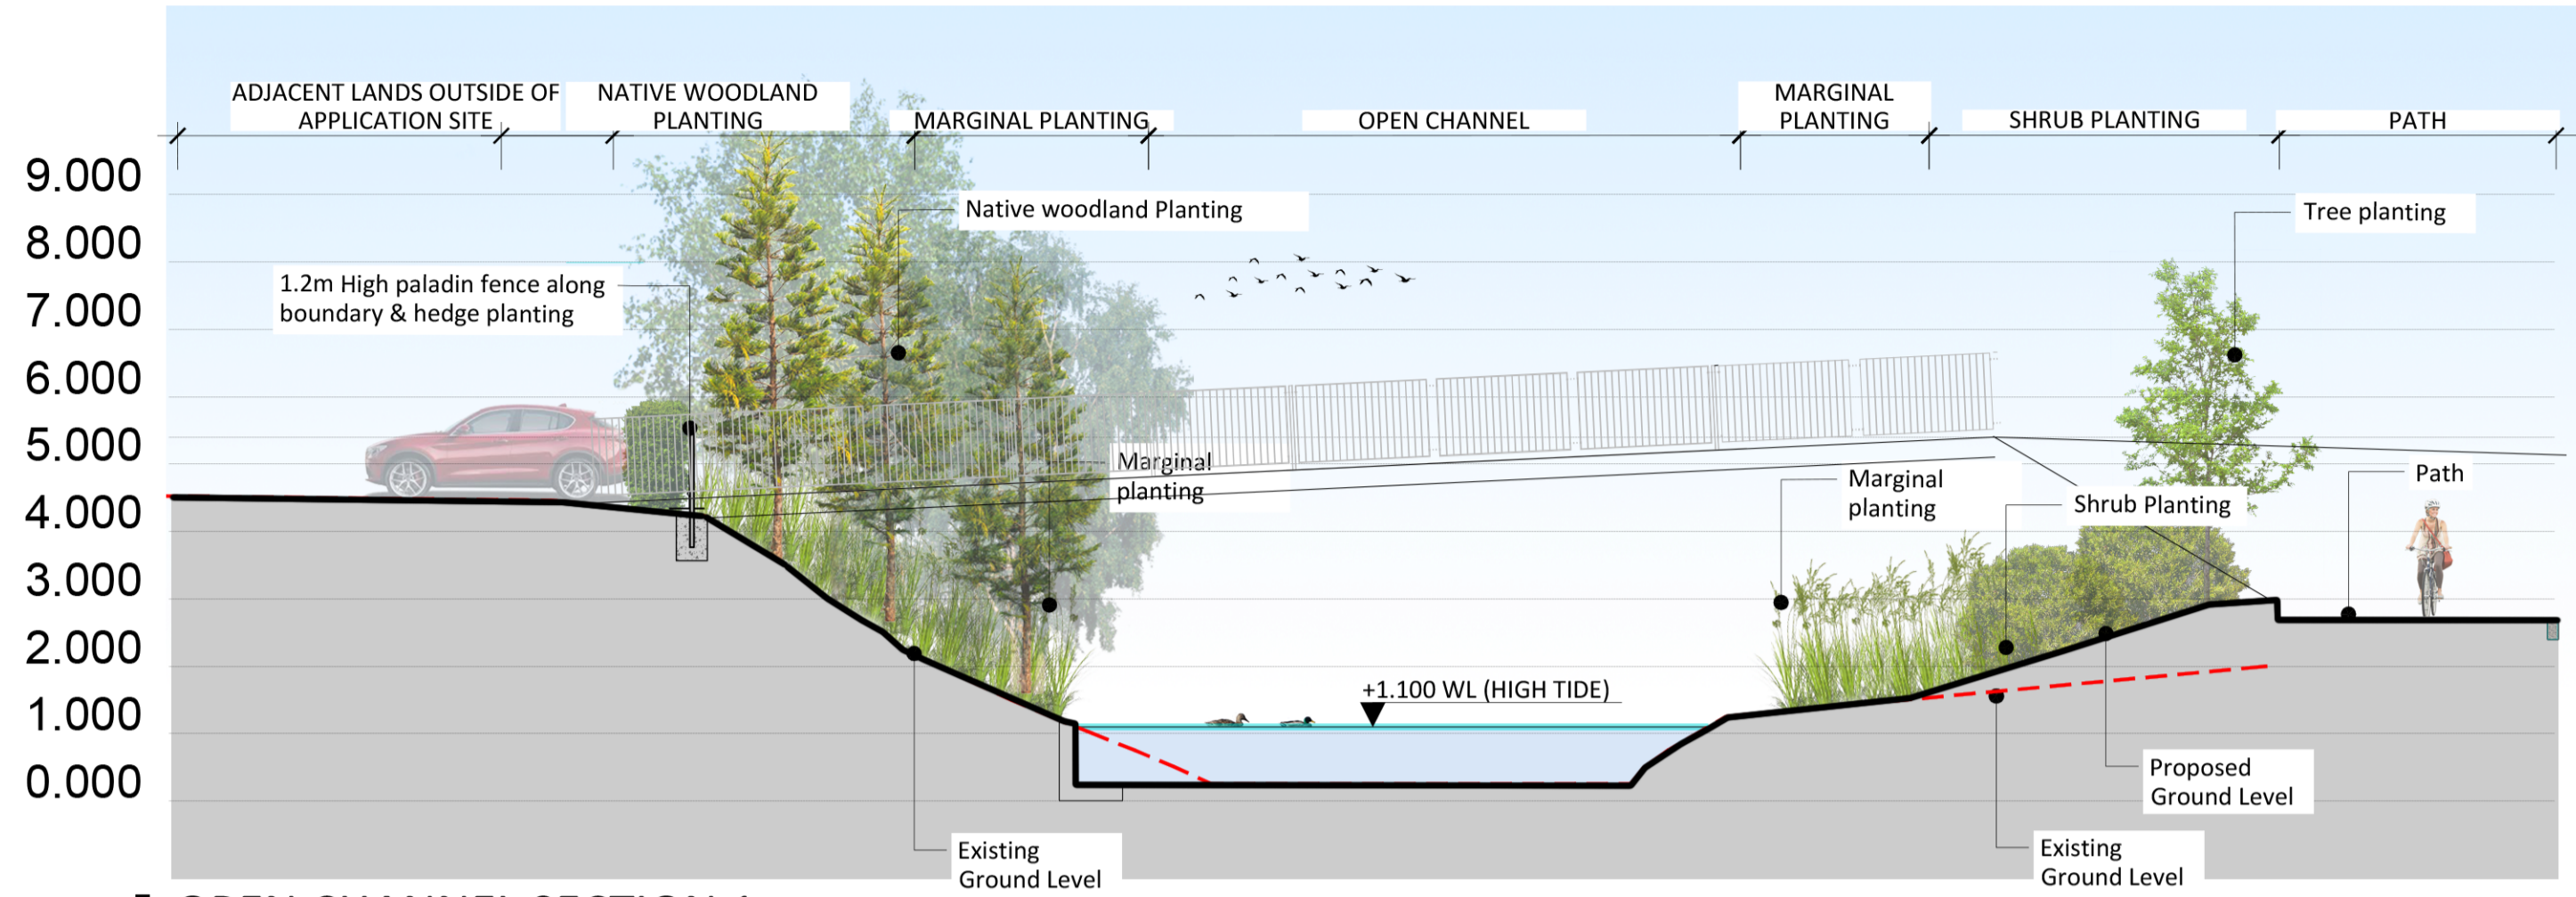 ADJACENT LANDS OUTSIDE OF
APPLICATION SITE
NATIVE WOODLAND
PLANTING
MARGINAL PLANTING
OPEN CHANNEL
MARGINAL
PLANTING
SHRUB PLANTING
PATH
9.000
8.000
7.000
6.000
5.000
4.000
3.000
2.000
1.000
0.000
Native woodland Planting
Tree planting
1.2m High paladin fence along
boundary & hedge planting
Marginal
planting
Marginal
planting
Shrub Planting
Path
+1.100 WL (HIGH TIDE)
Proposed
Ground Level
Existing
Ground Level
Existing
Ground Level
OPEN CHANNEL SECTION